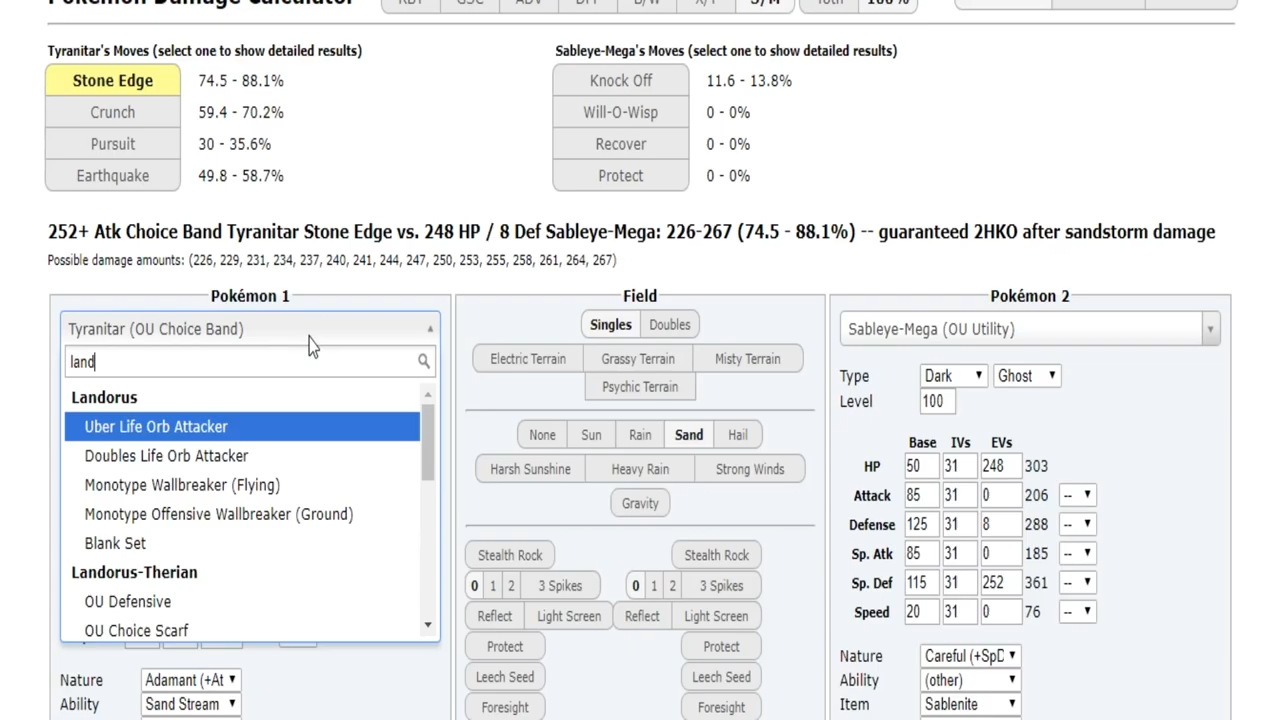 Pokémon Damage Calculator RBY GSC ADV DPP B/W X/Y S/M 100%
Tyranitar's Moves (select one to show detailed results)
Sableye-Mega's Moves (select one to show detailed results)
Stone Edge 74.5 - 88.1%
Knock Off 11.6 - 13.8%
Crunch 59.4 - 70.2%
Will-O-Wisp 0 - 0%
Pursuit 30 - 35.6%
Recover 0 - 0%
Earthquake 49.8 - 58.7%
Protect 0 - 0%
252+ Atk Choice Band Tyranitar Stone Edge vs. 248 HP / 8 Def Sableye-Mega: 226-267 (74.5 - 88.1%) -- guaranteed 2HKO after sandstorm damage
Possible damage amounts: (226, 229, 231, 234, 237, 240, 241, 244, 247, 250, 253, 255, 258, 261, 264, 267)
Pokémon 1
Tyranitar (OU Choice Band)
land
Landorus
Uber Life Orb Attacker
Doubles Life Orb Attacker
Monotype Wallbreaker (Flying)
Monotype Offensive Wallbreaker (Ground)
Blank Set
Landorus-Therian
OU Defensive
OU Choice Scarf
Nature Adamant (+At
Ability Sand Stream
Field
Singles Doubles
Electric Terrain Grassy Terrain Misty Terrain
Psychic Terrain
None Sun Rain Sand Hail
Harsh Sunshine Heavy Rain Strong Winds
Gravity
Stealth Rock Stealth Rock
0 1 2 3 Spikes 0 1 2 3 Spikes
Reflect Light Screen Reflect Light Screen
Protect Protect
Leech Seed Leech Seed
Foresight Foresight
Pokémon 2
Sableye-Mega (OU Utility)
Type Dark Ghost
Level 100
Base IVs EVs
HP 50 31 248 303
Attack 85 31 0 206 --
Defense 125 31 8 288 --
Sp. Atk 85 31 0 185 --
Sp. Def 115 31 252 361 --
Speed 20 31 0 76 --
Nature Careful (+SpD
Ability (other)
Item Sablenite